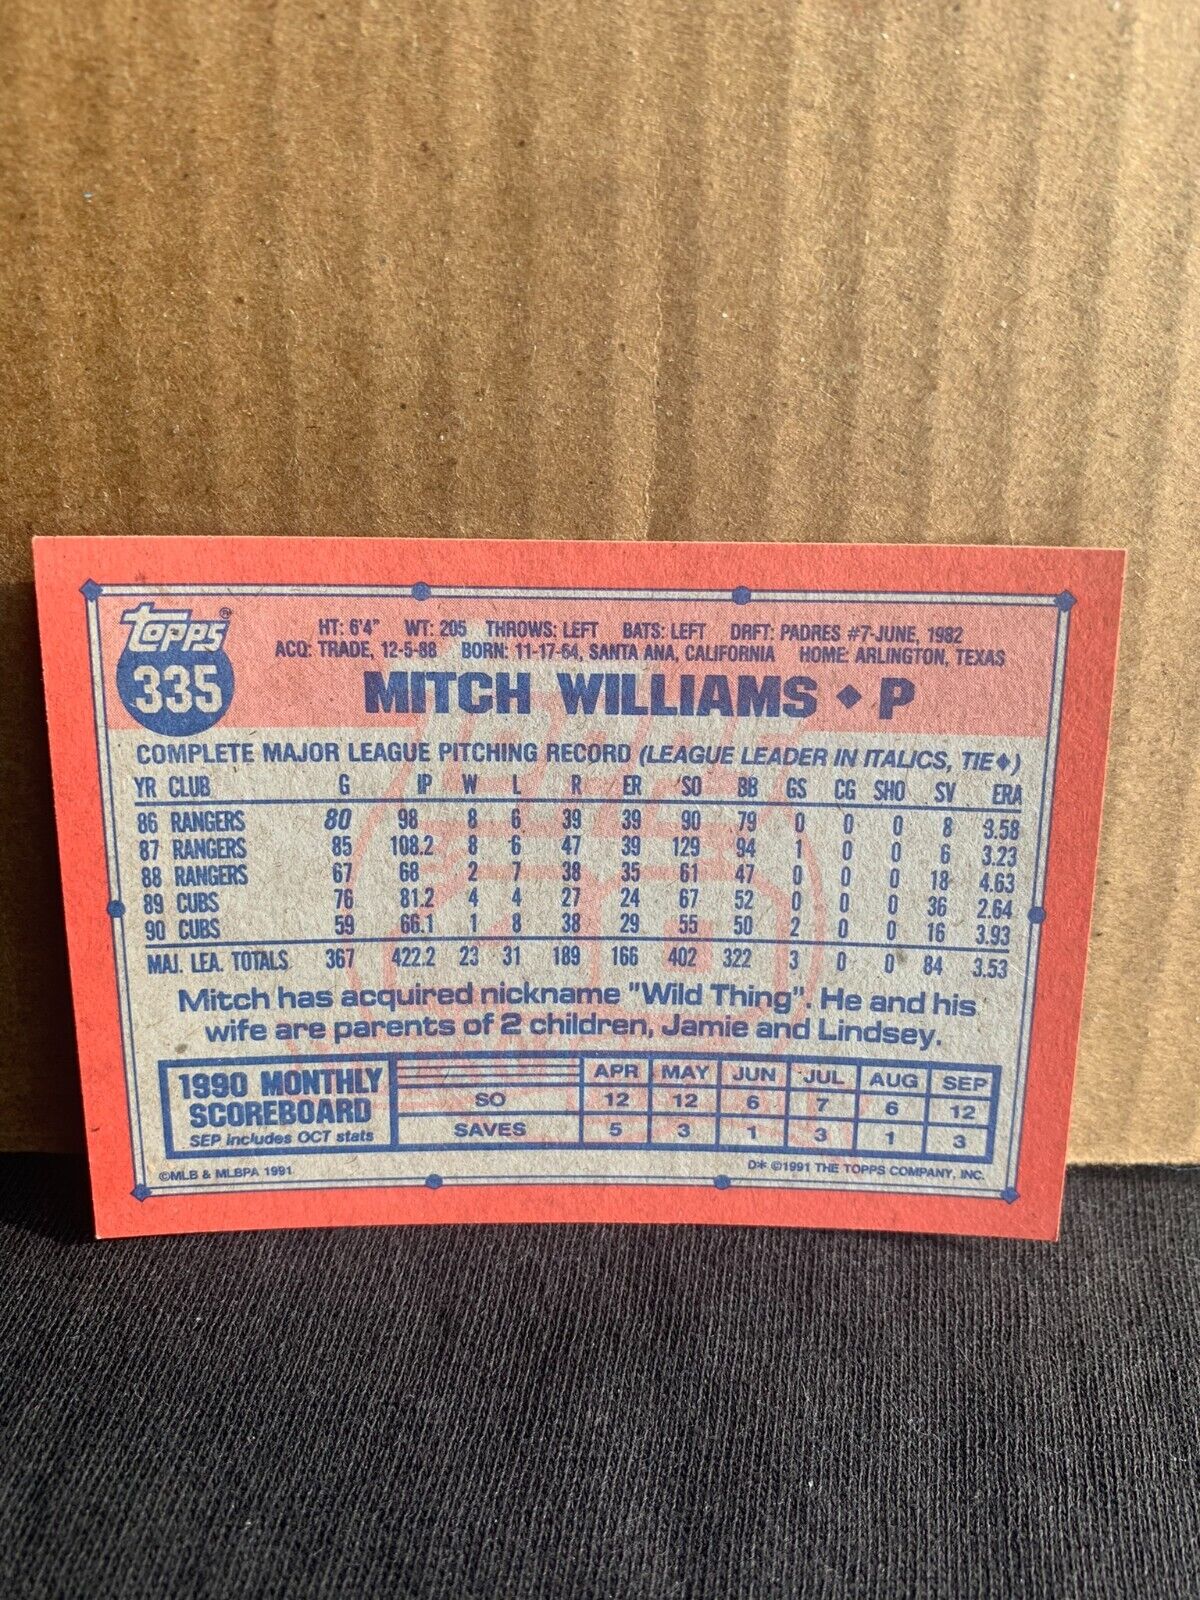 topps®
335
HT: 6'4" WT: 205 THROWS: LEFT BATS: LEFT DRFT: PADRES #7-JUNE, 1982
ACQ: TRADE, 12-5-88 BORN: 11-17-64, SANTA ANA, CALIFORNIA HOME: ARLINGTON, TEXAS
MITCH WILLIAMS ◆ P
COMPLETE MAJOR LEAGUE PITCHING RECORD (LEAGUE LEADER IN ITALICS, TIE◆)
YR CLUB G IP W L R ER SO BB GS CG SHO SV ERA
86 RANGERS 80 98 8 6 39 39 90 79 0 0 0 8 3.58
87 RANGERS 85 108.2 8 6 47 39 129 94 1 0 0 6 3.23
88 RANGERS 67 68 2 7 38 35 61 47 0 0 0 18 4.63
89 CUBS 76 81.2 4 4 27 24 67 52 0 0 0 36 2.64
90 CUBS 59 66.1 1 8 38 29 55 50 2 0 0 16 3.93
MAJ. LEA. TOTALS 367 422.2 23 31 189 166 402 322 3 0 0 84 3.53
Mitch has acquired nickname "Wild Thing". He and his
wife are parents of 2 children, Jamie and Lindsey.
1990 MONTHLY
SCOREBOARD
SEP includes OCT stats
APR MAY JUN JUL AUG SEP
SO 12 12 6 7 6 12
SAVES 5 3 1 3 1 3
©MLB & MLBPA 1991
D* ©1991 THE TOPPS COMPANY, INC.